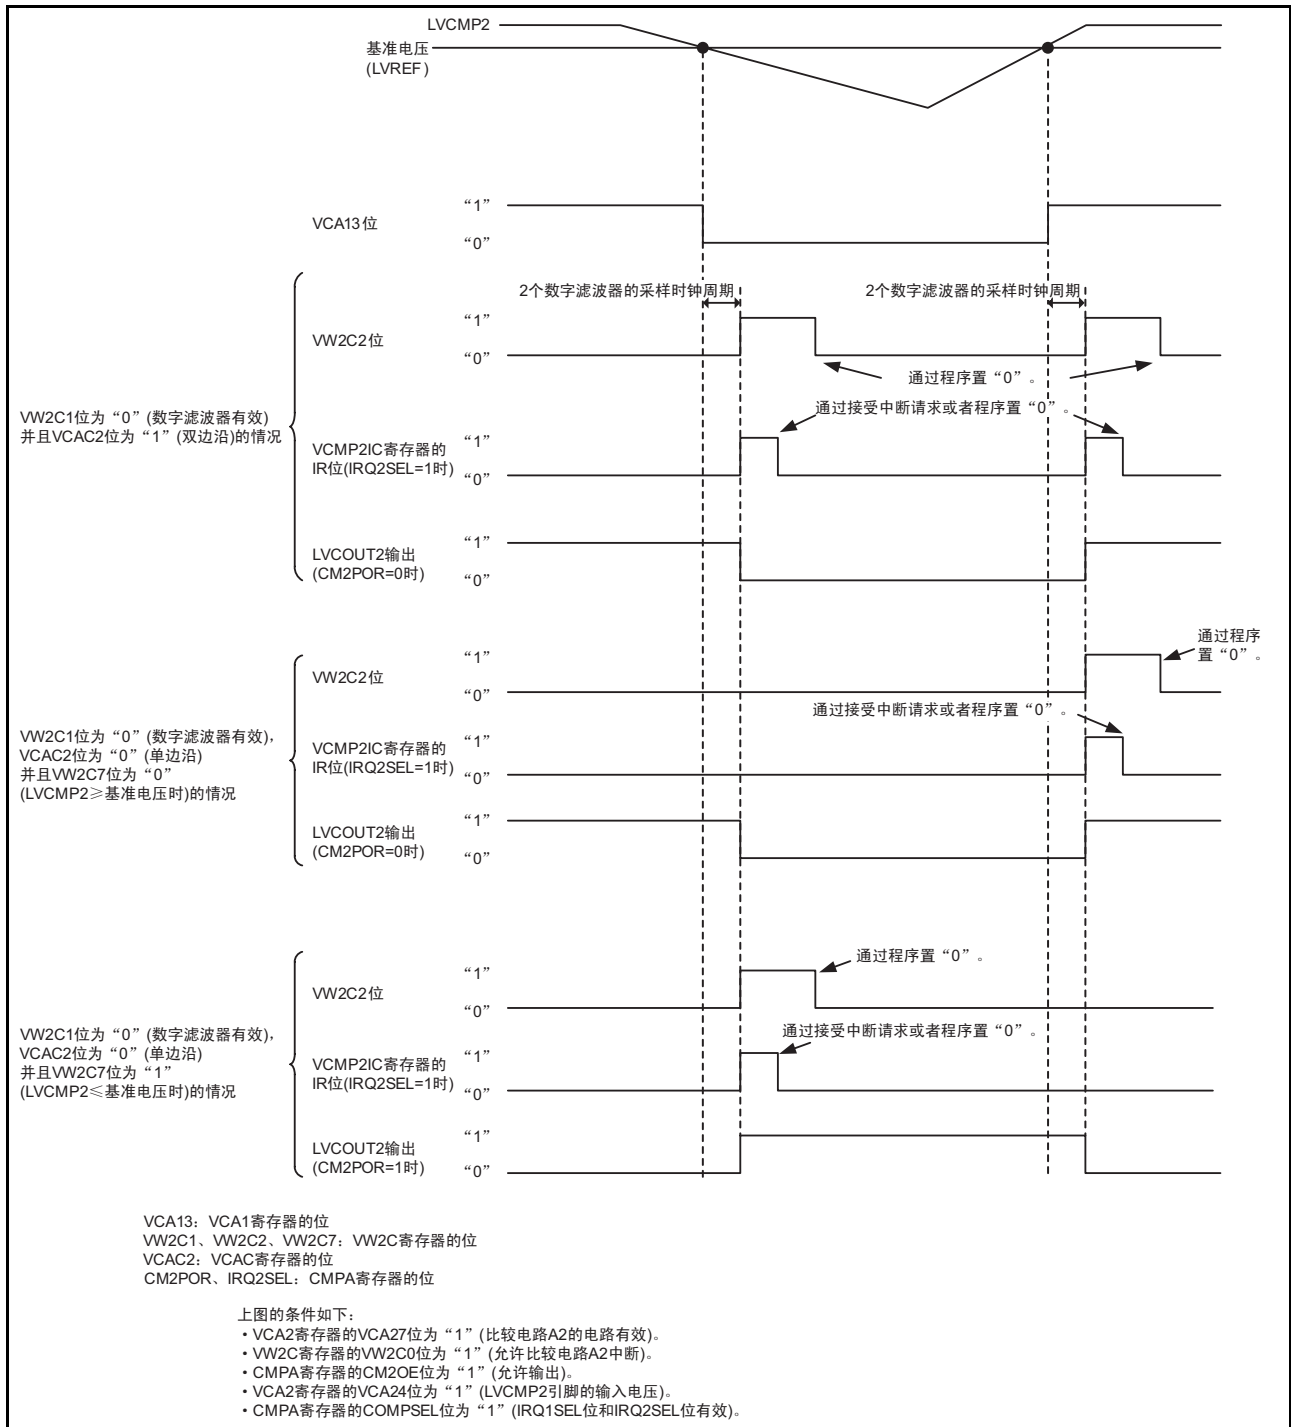 LVCMP2
基准电压
(LVREF)
VCA13位
“1”
“0”
2个数字滤波器的采样时钟周期
2个数字滤波器的采样时钟周期
VW2C1位为“0”(数字滤波器有效)
并且VCAC2位为“1”(双边沿)的情况
VW2C2位
“1”
“0”
通过程序置“0”。
通过接受中断请求或者程序置“0”。
VCMP2IC寄存器的
IR位(IRQ2SEL=1时)
“1”
“0”
LVCOUT2输出
(CM2POR=0时)
“1”
“0”
VW2C1位为“0”(数字滤波器有效),
VCAC2位为“0”(单边沿)
并且VW2C7位为“0”
(LVCMP2≥基准电压时)的情况
VW2C2位
“1”
“0”
通过程序
置“0”。
通过接受中断请求或者程序置“0”。
VCMP2IC寄存器的
IR位(IRQ2SEL=1时)
“1”
“0”
LVCOUT2输出
(CM2POR=0时)
“1”
“0”
VW2C1位为“0”(数字滤波器有效),
VCAC2位为“0”(单边沿)
并且VW2C7位为“1”
(LVCMP2≤基准电压时)的情况
VW2C2位
“1”
“0”
通过程序置“0”。
通过接受中断请求或者程序置“0”。
VCMP2IC寄存器的
IR位(IRQ2SEL=1时)
“1”
“0”
LVCOUT2输出
(CM2POR=1时)
“1”
“0”
VCA13：VCA1寄存器的位
VW2C1、VW2C2、VW2C7：VW2C寄存器的位
VCAC2：VCAC寄存器的位
CM2POR、IRQ2SEL：CMPA寄存器的位
上图的条件如下：
・VCA2寄存器的VCA27位为“1”(比较电路A2的电路有效)。
・VW2C寄存器的VW2C0位为“1”(允许比较电路A2中断)。
・CMPA寄存器的CM2OE位为“1”(允许输出)。
・VCA2寄存器的VCA24位为“1”(LVCMP2引脚的输入电压)。
・CMPA寄存器的COMPSEL位为“1”(IRQ1SEL位和IRQ2SEL位有效)。